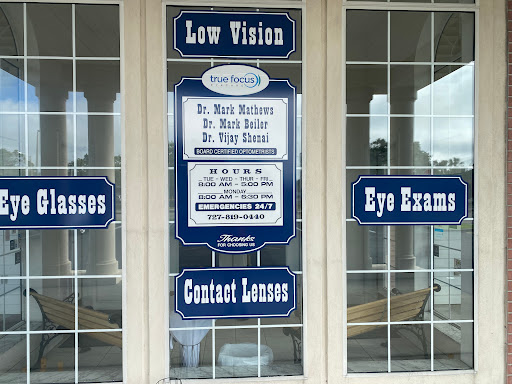 Low Vision
true focus
Dr. Mark Mathews
Dr. Mark Beiler
Dr. Vijay Shenai
BOARD CERTIFIED OPTOMETRISTS
HOURS
TUE - WED - THUR - FRI.
8:00 AM - 5:00 PM
MONDAY
8:00 AM - 6:30 PM
EMERGENCIES 24/7
727-819-0440
Thanks
FOR CHOOSING US
Eye Glasses
Eye Exams
Contact Lenses